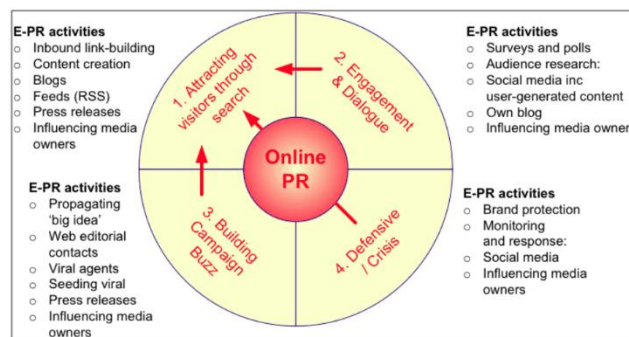 E-PR activities
o Inbound link-building
o Content creation
o Blogs
o Feeds (RSS)
o Press releases
o Influencing media
owners
1. Attracting
visitors through
search
2. Engagement
& Dialogue
E-PR activities
o Surveys and polls
o Audience research:
o Social media inc
user-generated content
o Own blog
o Influencing media owner
Online
PR
E-PR activities
o Propagating
'big idea'
o Web editorial
contacts
o Viral agents
o Seeding viral
o Press releases
o Influencing media
owners
3. Building
Campaign
Buzz
4. Defensive
/ Crisis
E-PR activities
o Brand protection
o Monitoring
and response:
o Social media
o Influencing media
owners